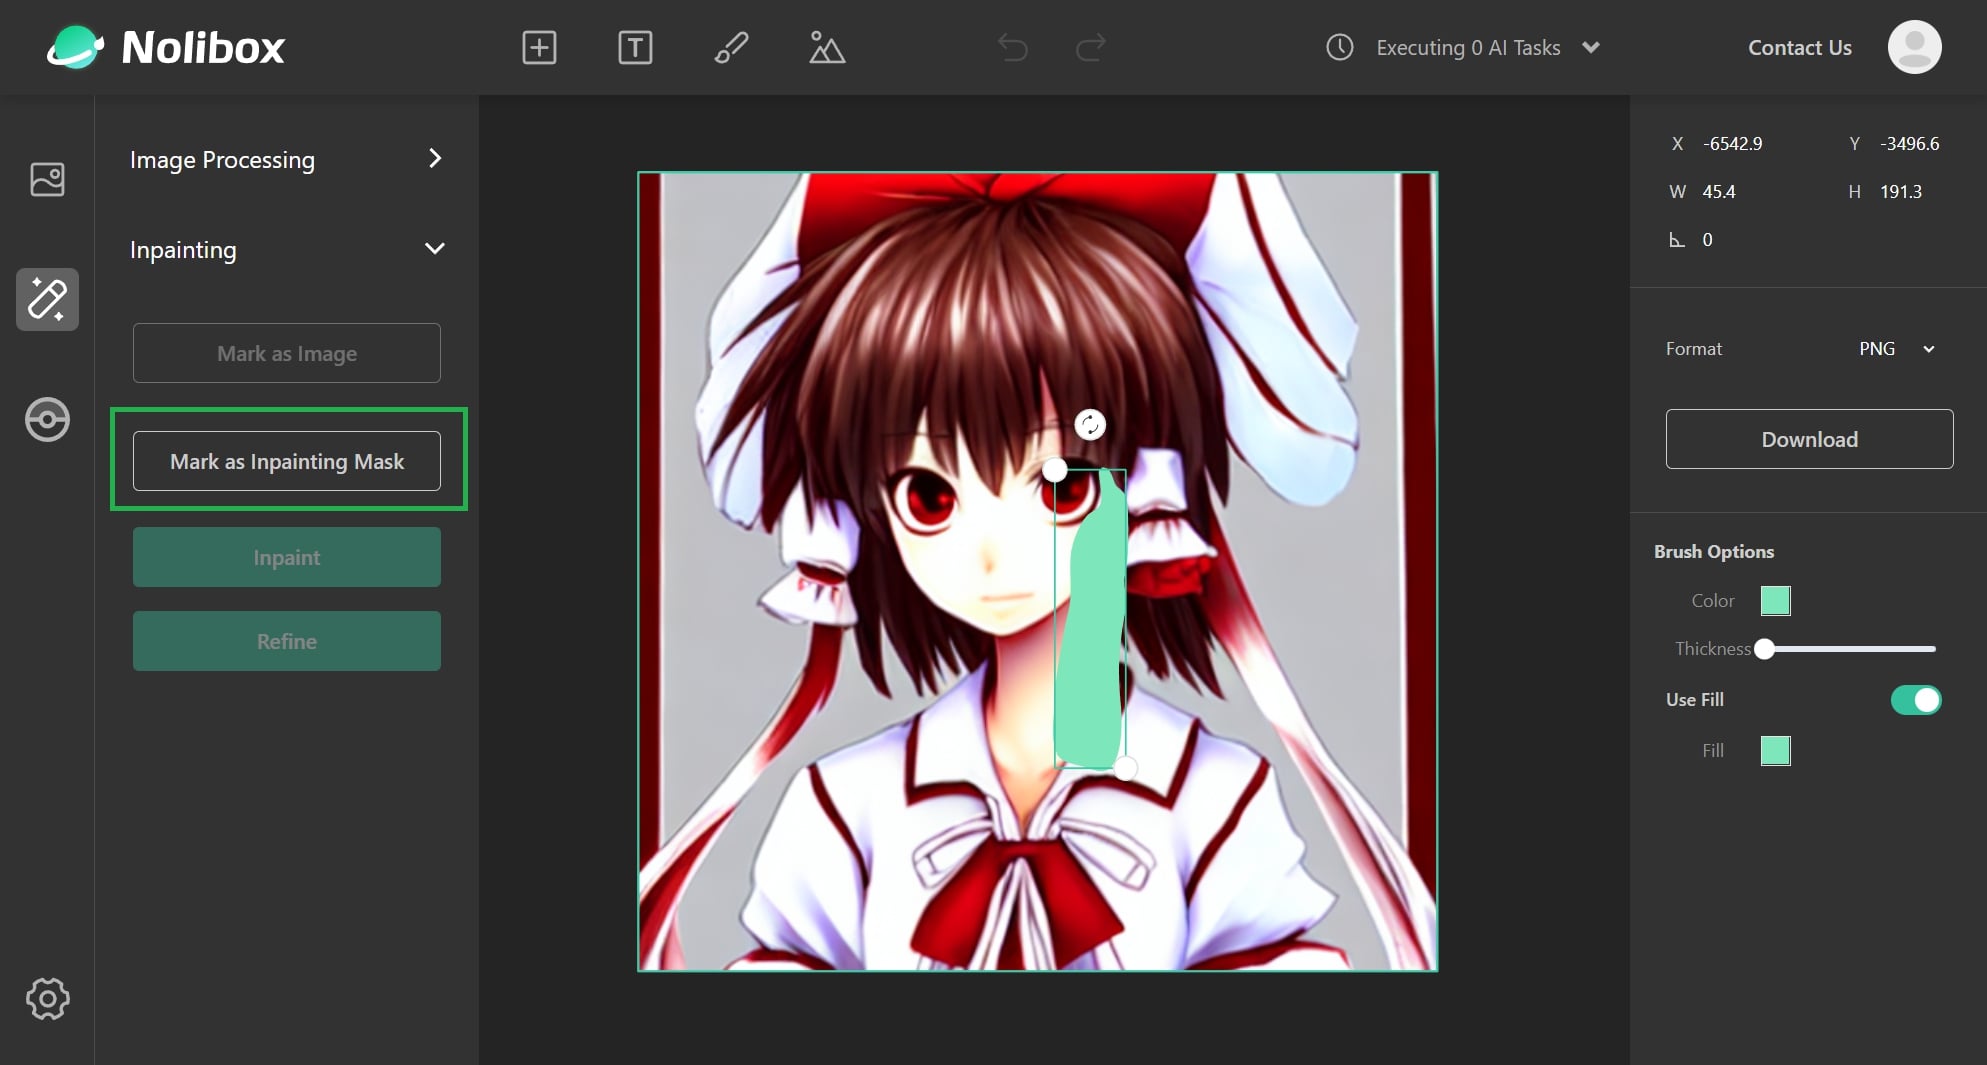 Nolibox
Executing 0 AI Tasks
Contact Us
Image Processing
Inpainting
Mark as Image
Mark as Inpainting Mask
Inpaint
Refine
X -6542.9 Y -3496.6
W 45.4 H 191.3
0
Format PNG
Download
Brush Options
Color
Thickness
Use Fill
Fill